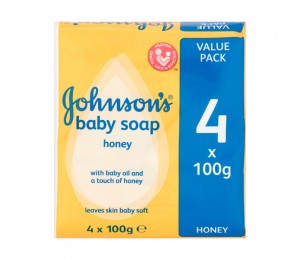 VALUE
PACK
Johnson's
baby soap
honey
4
x
100g
with baby oil and
a touch of honey
leaves skin baby soft
4 x 100g ℮
HONEY